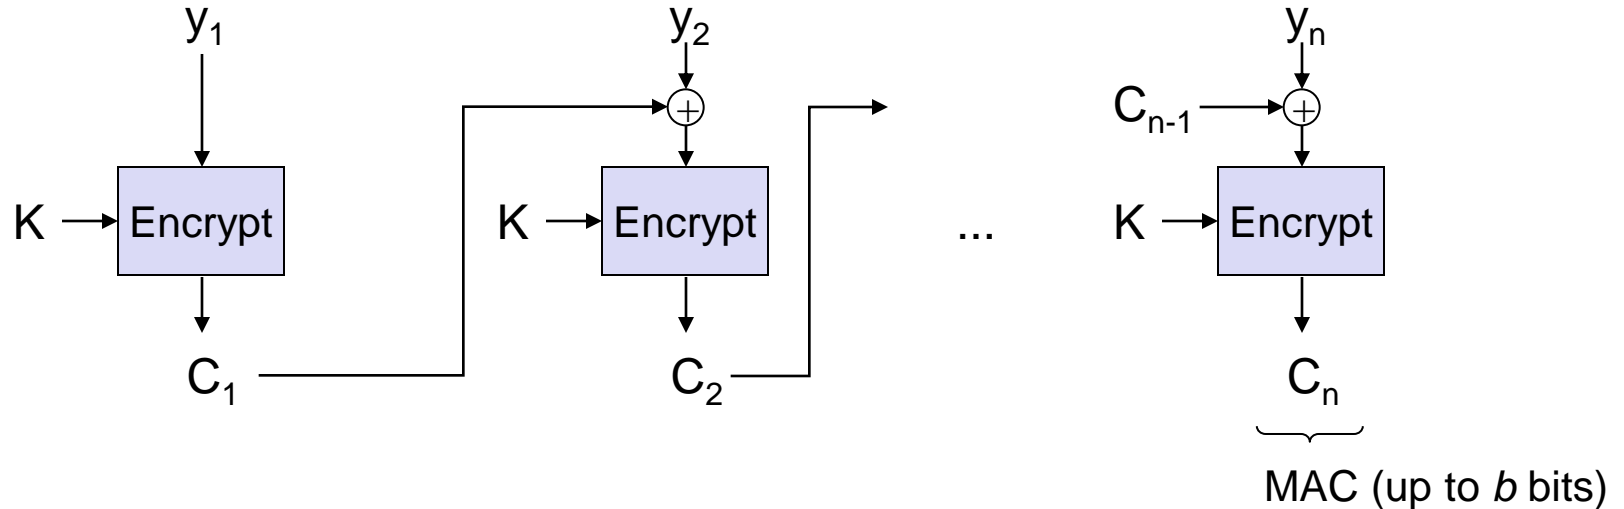 y₁ y₂ yₙ
Cₙ₋₁
K Encrypt K Encrypt ... K Encrypt
C₁ C₂ Cₙ
MAC (up to b bits)